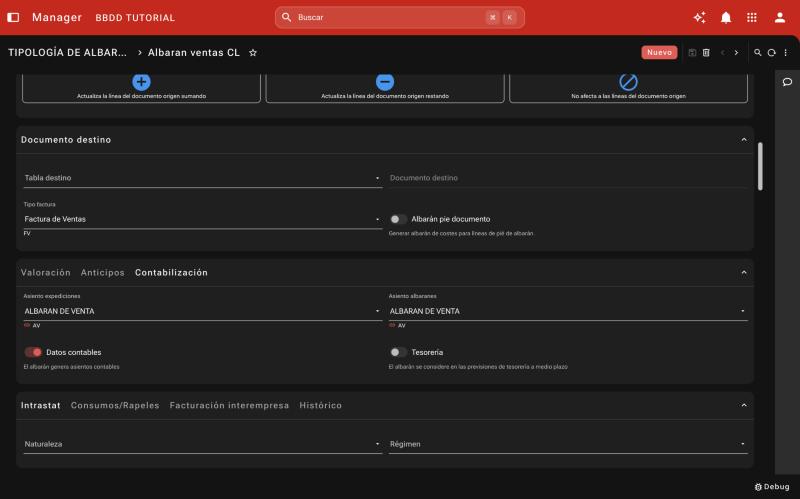 Manager BBDD TUTORIAL Buscar ⌘ K
TIPOLOGÍA DE ALBAR... > Albaran ventas CL Nuevo
Actualiza la línea del documento origen sumando
Actualiza la línea del documento origen restando
No afecta a las líneas del documento origen
Documento destino
Tabla destino
Documento destino
Tipo factura
Factura de Ventas
FV
Albarán pie documento
Generar albarán de costes para líneas de pié de albarán.
Valoración Anticipos Contabilización
Asiento expediciones
ALBARAN DE VENTA
AV
Asiento albaranes
ALBARAN DE VENTA
AV
Datos contables
El albarán genera asientos contables
Tesorería
El albarán se considere en las previsiones de tesorería a medio plazo
Intrastat Consumos/Rapeles Facturación interempresa Histórico
Naturaleza
Régimen
Debug